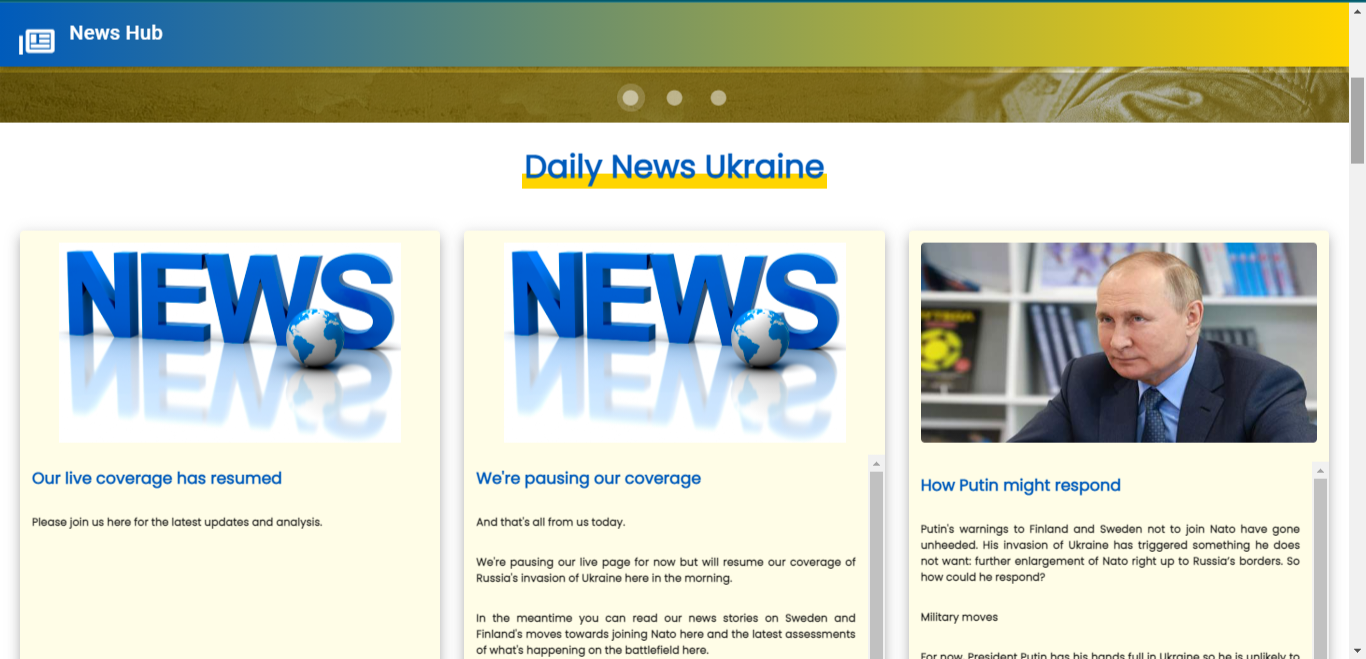 News Hub
Daily News Ukraine
NEWS
Our live coverage has resumed
Please join us here for the latest updates and analysis.
NEWS
We're pausing our coverage
And that's all from us today.
We're pausing our live page for now but will resume our coverage of
Russia's invasion of Ukraine here in the morning.
In the meantime you can read our news stories on Sweden and
Finland's moves towards joining Nato here and the latest assessments
of what's happening on the battlefield here.
How Putin might respond
Putin's warnings to Finland and Sweden not to join Nato have gone
unheeded. His invasion of Ukraine has triggered something he does
not want: further enlargement of Nato right up to Russia’s borders. So
how could he respond?
Military moves
For now, President Putin has his hands full in Ukraine so he is unlikely to